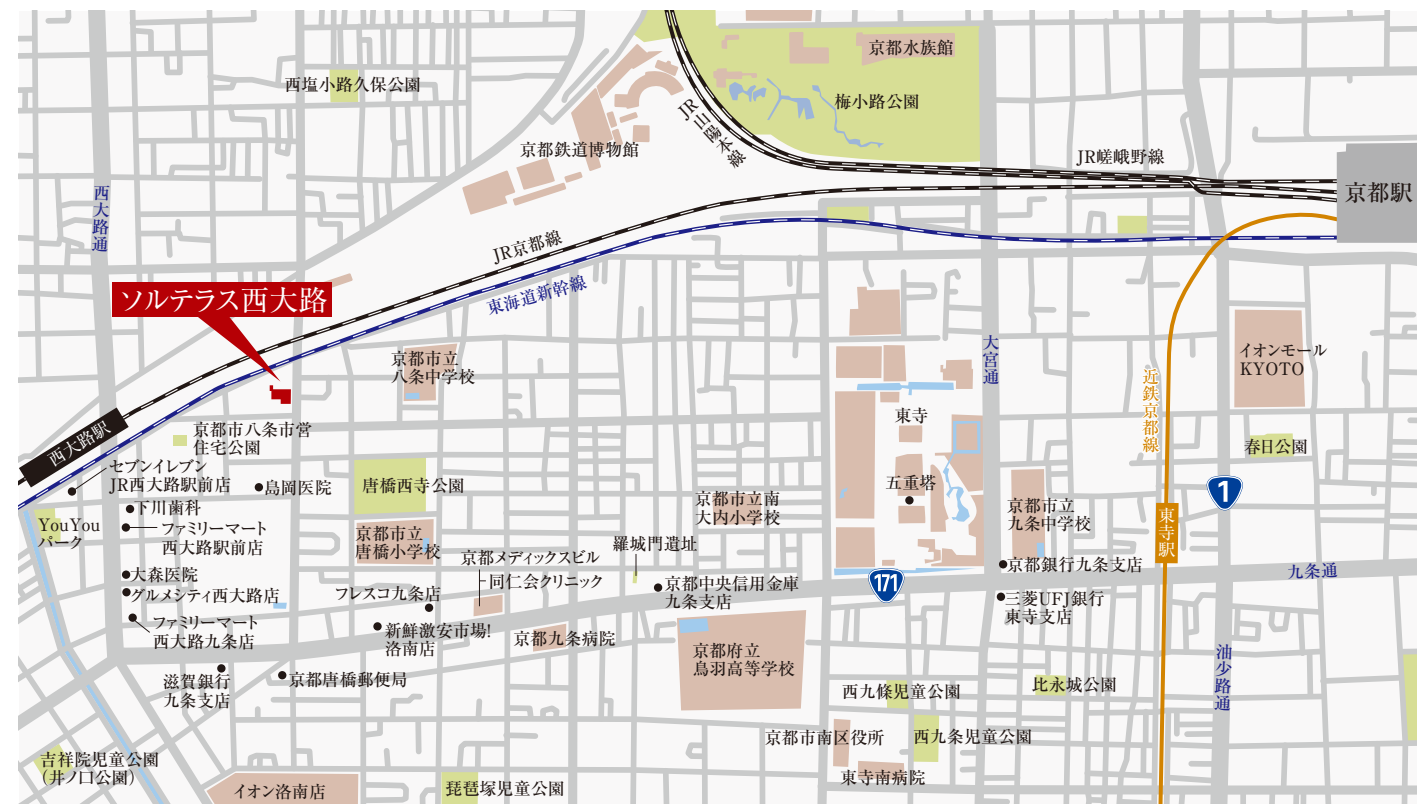 京都水族館
西塩小路久保公園
梅小路公園
JR山陽本線
京都鉄道博物館
JR嵯峨野線
京都駅
西大路通
JR京都線
東海道新幹線
ソルテラス西大路
京都市立
八条中学校
大宮通
イオンモール
KYOTO
近鉄京都線
東寺
西大路駅
京都市八条市営
住宅公園
春日公園
セブンイレブン
JR西大路駅前店
島岡医院
唐橋西寺公園
五重塔
1
下川歯科
YouYou
パーク
ファミリーマート
西大路駅前店
京都市立
唐橋小学校
京都市立南
大内小学校
京都市立
九条中学校
東寺駅
京都メディックスビル
同仁会クリニック
羅城門遺址
京都銀行九条支店
九条通
171
大森医院
グルメシティ西大路店
フレスコ九条店
京都中央信用金庫
九条支店
三菱UFJ銀行
東寺支店
ファミリーマート
西大路九条店
新鮮激安市場!
洛南店
京都九条病院
京都府立
鳥羽高等学校
油少路通
滋賀銀行
九条支店
京都唐橋郵便局
西九條児童公園
比永城公園
京都市南区役所
西九条児童公園
吉祥院児童公園
(井ノ口公園)
東寺南病院
イオン洛南店
琵琶塚児童公園